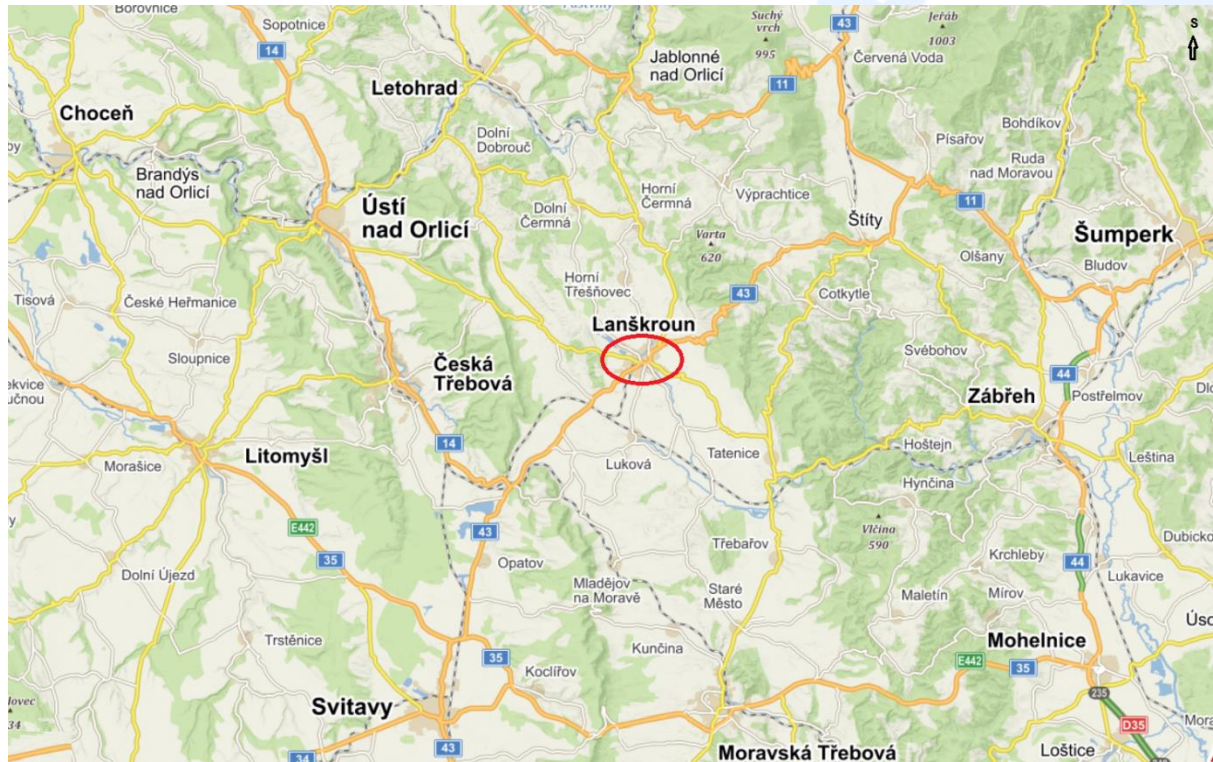 Borovnice
Sopotnice
14
Suchý
vrch
995
43
Jeřáb
1003
S
Jablonné
nad Orlicí
Červená Voda
11
Letohrad
Choceň
Dolní
Dobrouč
Písařov
Bohdíkov
Brandýs
nad Orlicí
Ruda
nad Moravou
Horní
Čermná
Výprachtice
11
Ústí
nad Orlicí
Dolní
Čermná
Štíty
Varta
620
Šumperk
Olšany
Bludov
Horní
Třešňovec
43
Cotkytle
Tisová
České Heřmanice
Lanškroun
Sloupnice
Česká
Třebová
Svébohov
44
Zábřeh
Postřelmov
14
Litomyšl
Morašice
Luková
Tatenice
Hoštejn
Leština
Hynčina
E442
43
Vlčina
590
Třebařov
Dubicko
35
Opatov
Krchleby
44
Dolní Újezd
Mladějov
na Moravě
Staré
Město
Maletín
Mírov
Lukavice
Trstěnice
Kunčina
Mohelnice
35
E442
35
Koclířov
235
Svitavy
D35
43
34
Moravská Třebová
Loštice
34